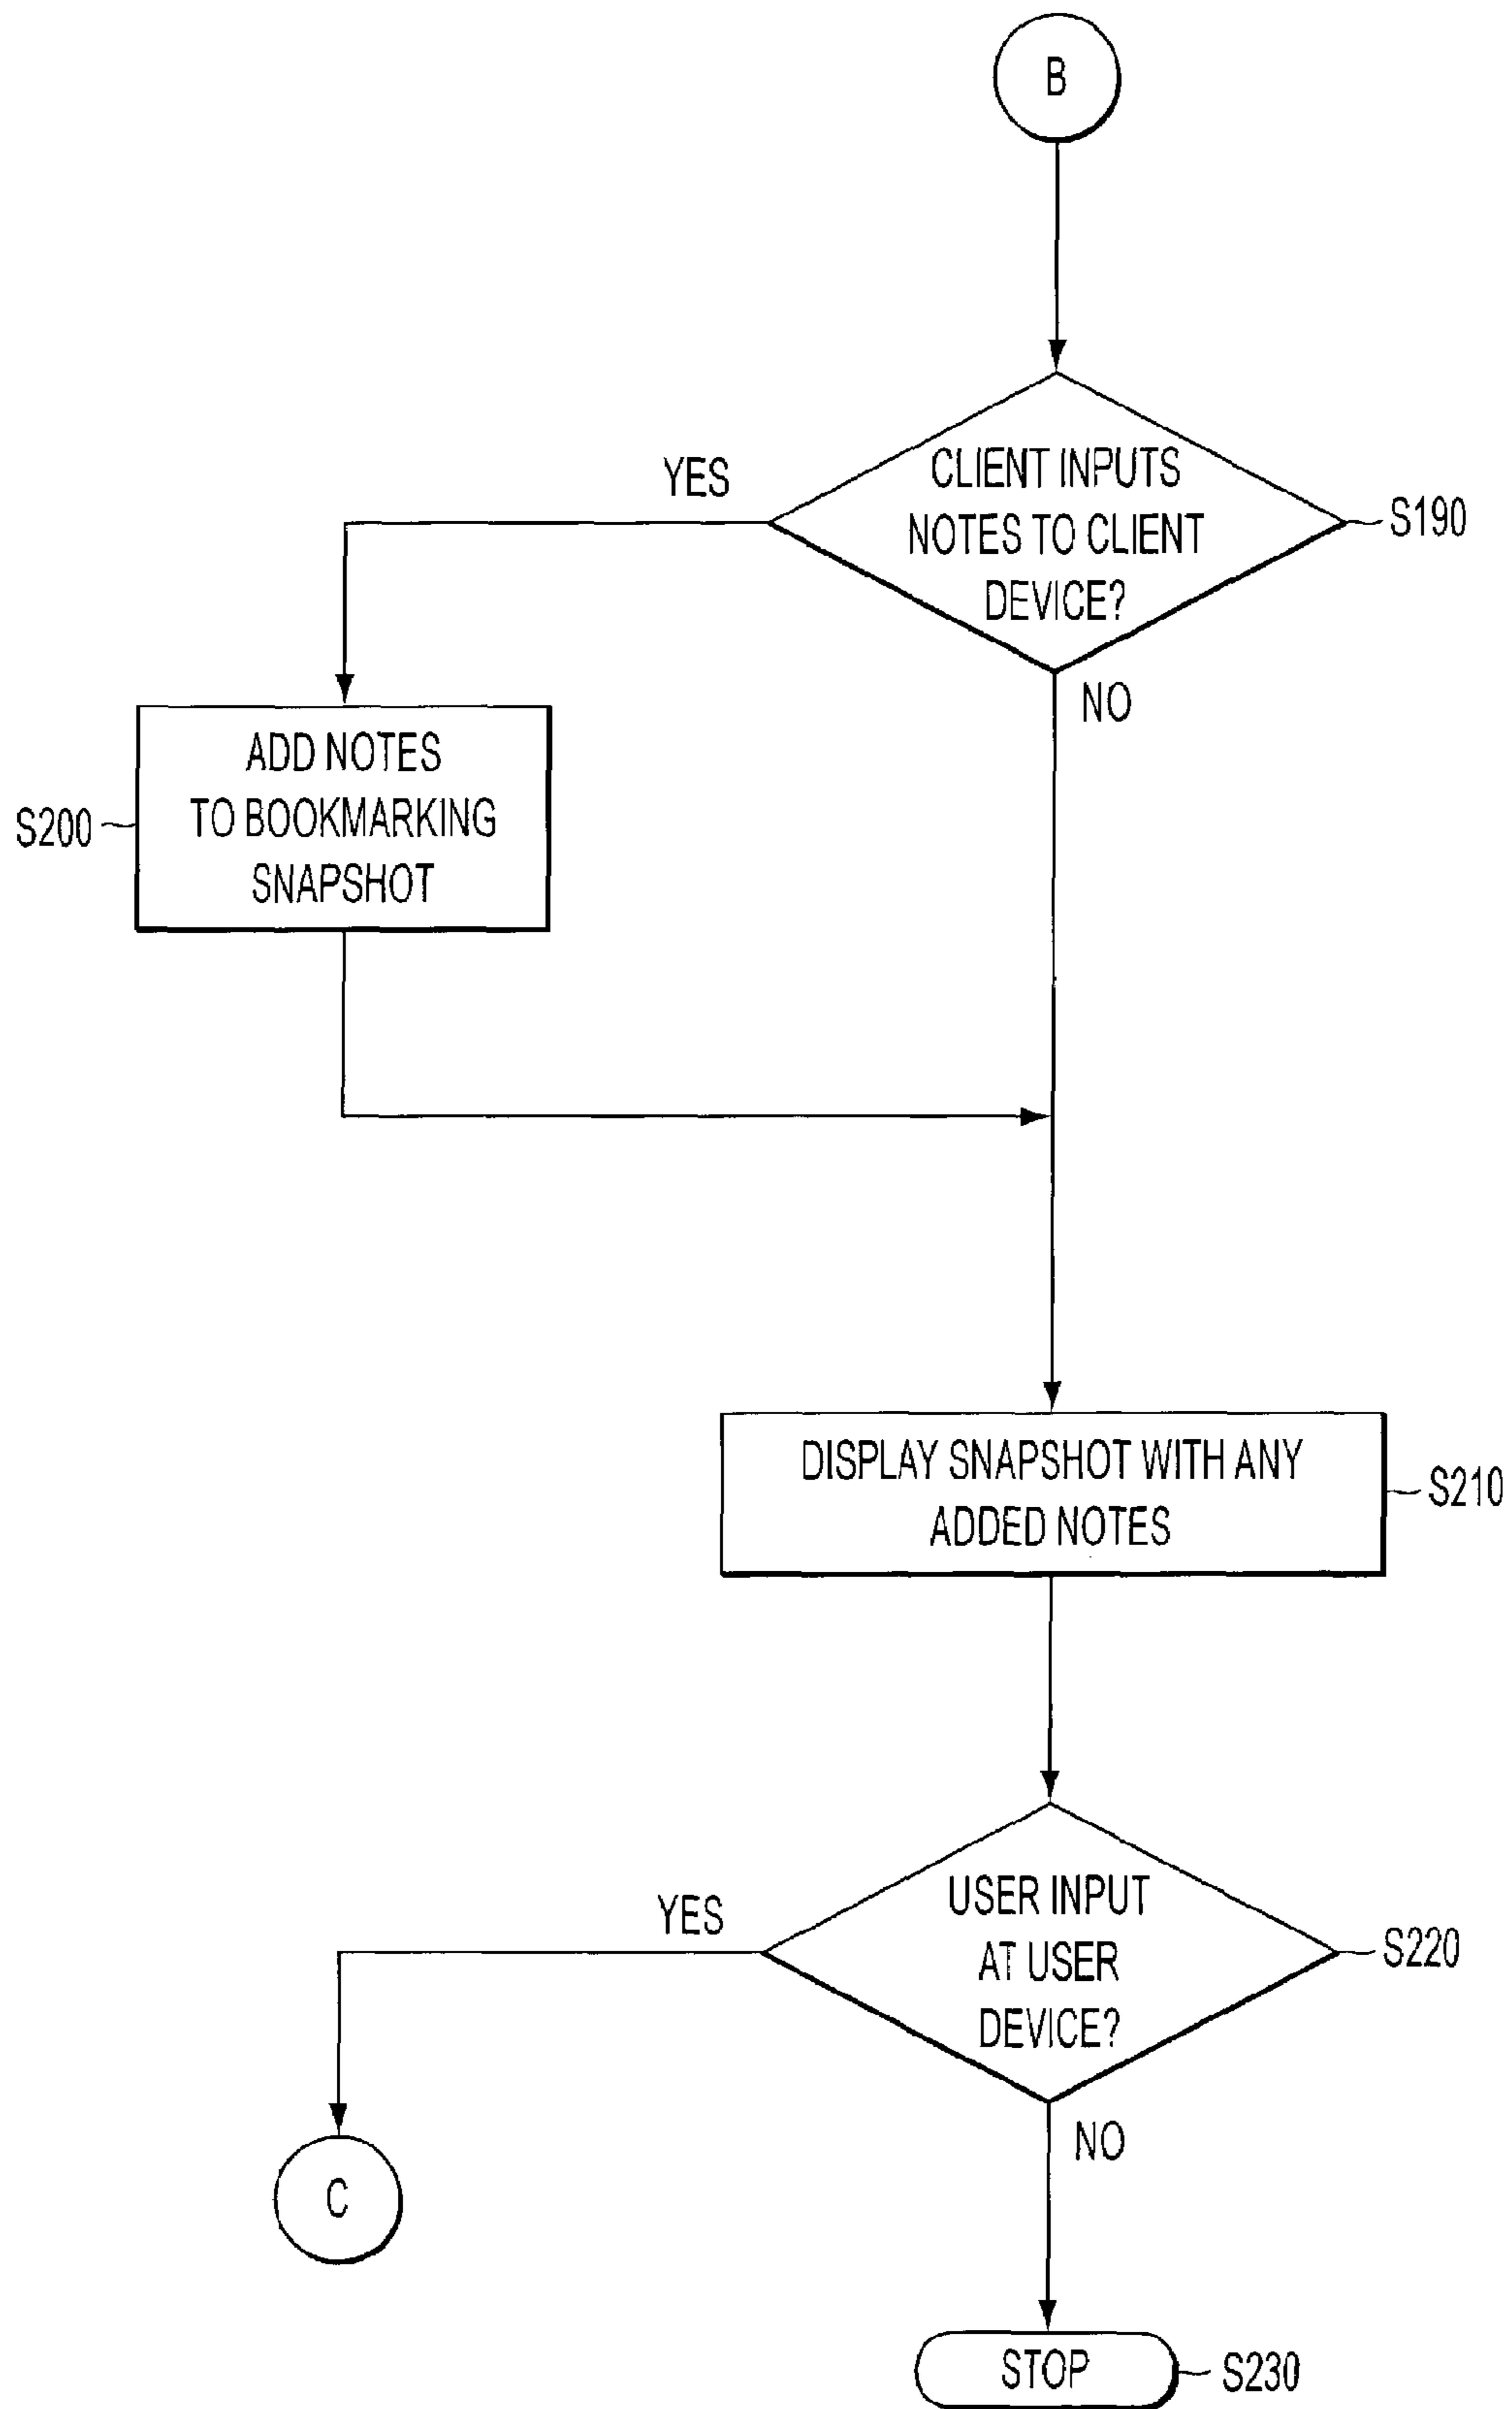 B
YES
CLIENT INPUTS
NOTES TO CLIENT
DEVICE?
S190
NO
ADD NOTES
TO BOOKMARKING
SNAPSHOT
S200
DISPLAY SNAPSHOT WITH ANY
ADDED NOTES
S210
YES
USER INPUT
AT USER
DEVICE?
S220
NO
C
STOP
S230